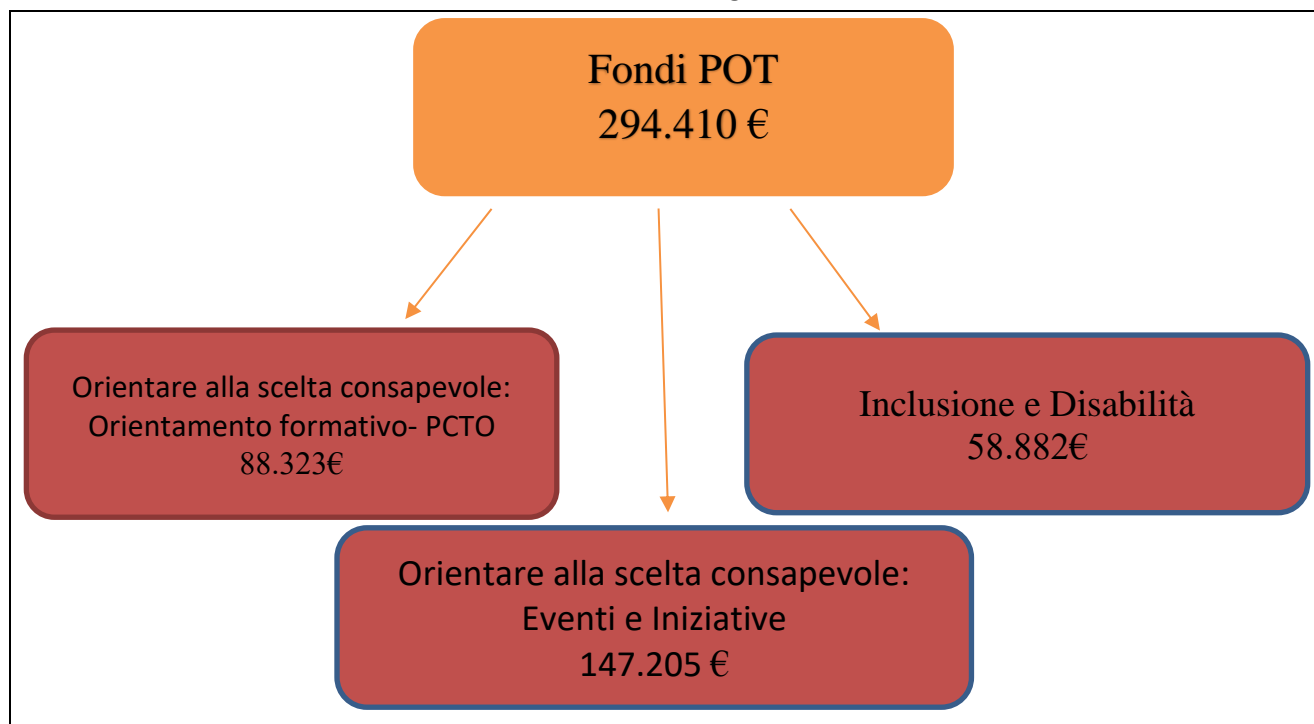 Fondi POT
294.410 €
Orientare alla scelta consapevole:
Orientamento formativo- PCTO
88.323€
Inclusione e Disabilità
58.882€
Orientare alla scelta consapevole:
Eventi e Iniziative
147.205 €